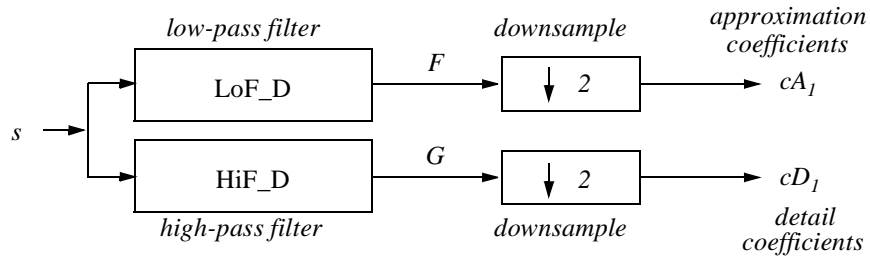 low-pass filter
downsample
approximation
coefficients
LoF_D
F
2
cA1
s
HiF_D
G
2
cD1
high-pass filter
downsample
detail
coefficients